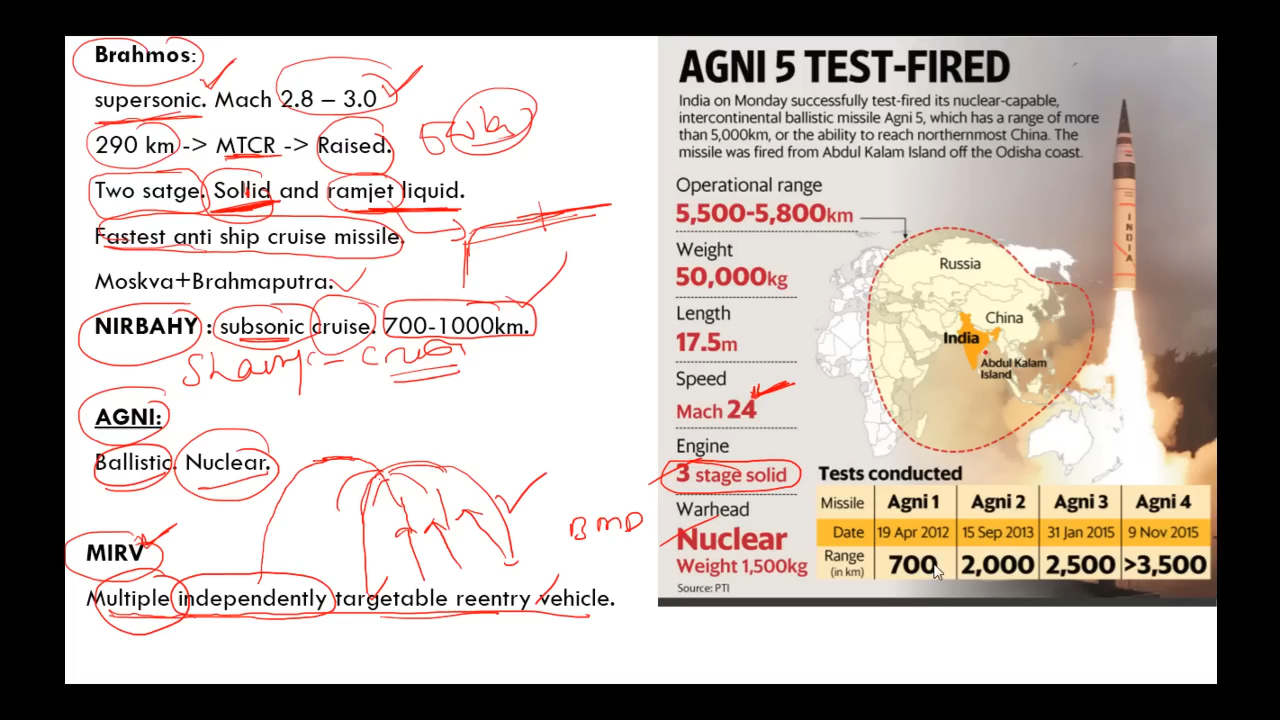 Brahmos:
supersonic. Mach 2.8 – 3.0
290 km -> MTCR -> Raised.
Two satge. Sollid and ramjet liquid.
Fastest anti ship cruise missile.
Moskva+Brahmaputra.
NIRBAHY : subsonic cruise. 700-1000km.
AGNI:
Ballistic. Nuclear.
BMD
MIRV
Multiple independently targetable reentry vehicle.
AGNI 5 TEST-FIRED
India on Monday successfully test-fired its nuclear-capable,
intercontinental ballistic missile Agni 5, which has a range of more
than 5,000km, or the ability to reach northernmost China. The
missile was fired from Abdul Kalam Island off the Odisha coast.
Operational range
5,500-5,800km
Weight
50,000kg
Length
17.5m
Speed
Mach 24
Engine
3 stage solid
Warhead
Nuclear
Weight 1,500kg
Source: PTI
Russia
China
India
Abdul Kalam
Island
INDIA
Tests conducted
Missile Agni 1 Agni 2 Agni 3 Agni 4
Date 19 Apr 2012 15 Sep 2013 31 Jan 2015 9 Nov 2015
Range (in km) 700 2,000 2,500 >3,500